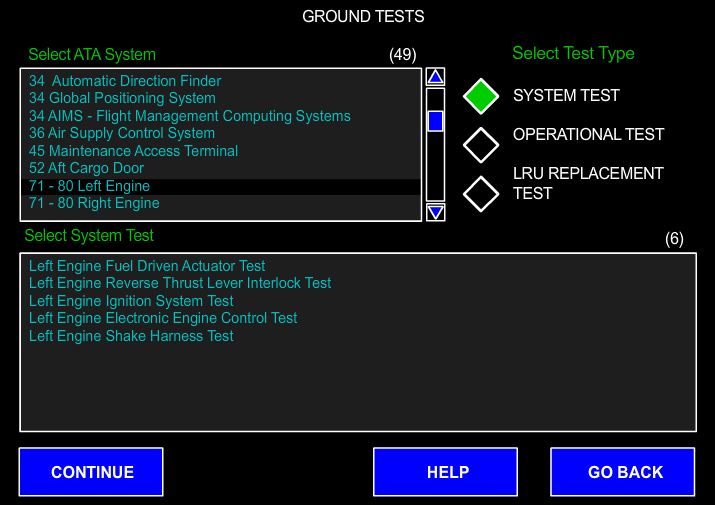 GROUND TESTS
Select ATA System (49)
34 Automatic Direction Finder
34 Global Positioning System
34 AIMS - Flight Management Computing Systems
36 Air Supply Control System
45 Maintenance Access Terminal
52 Aft Cargo Door
71 - 80 Left Engine
71 - 80 Right Engine
Select Test Type
SYSTEM TEST
OPERATIONAL TEST
LRU REPLACEMENT
TEST
Select System Test (6)
Left Engine Fuel Driven Actuator Test
Left Engine Reverse Thrust Lever Interlock Test
Left Engine Ignition System Test
Left Engine Electronic Engine Control Test
Left Engine Shake Harness Test
CONTINUE
HELP
GO BACK